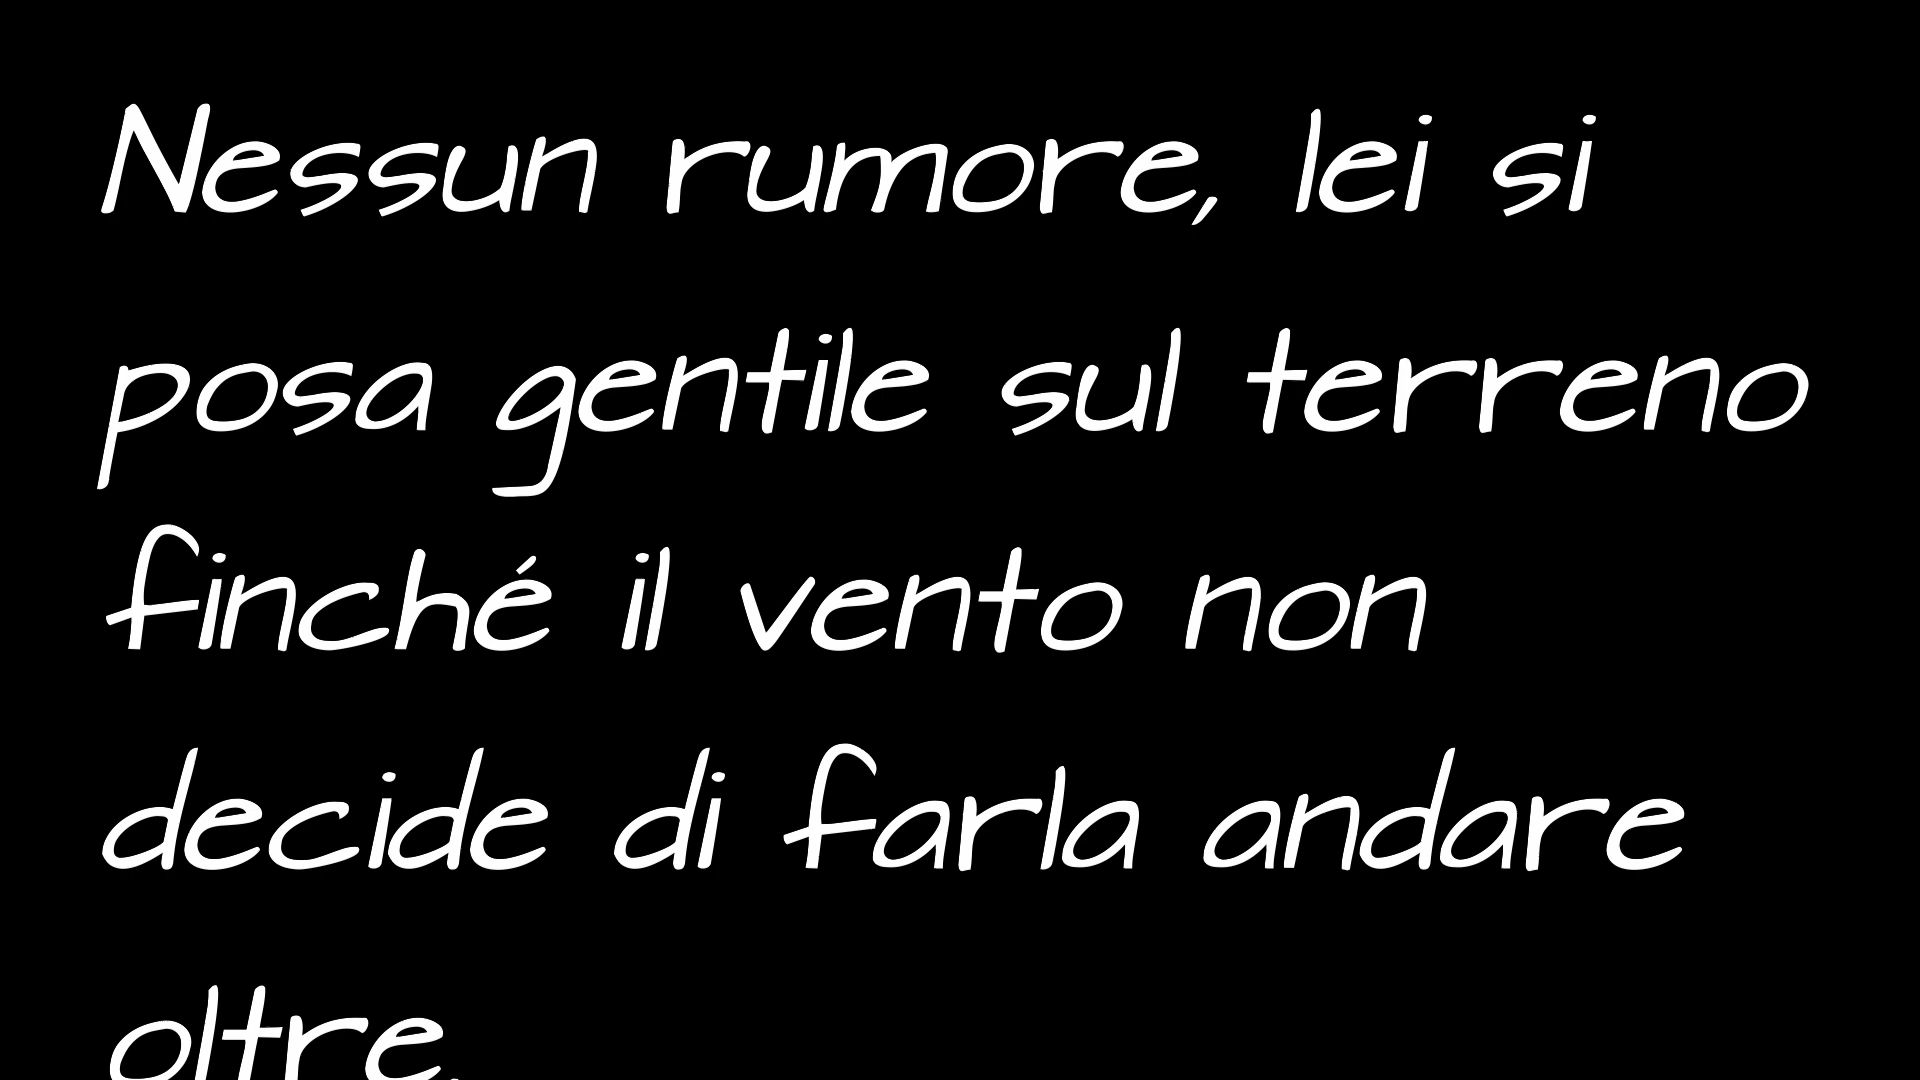 Nessun rumore, lei si
posa gentile sul terreno
finché il vento non
decide di farla andare
oltre.